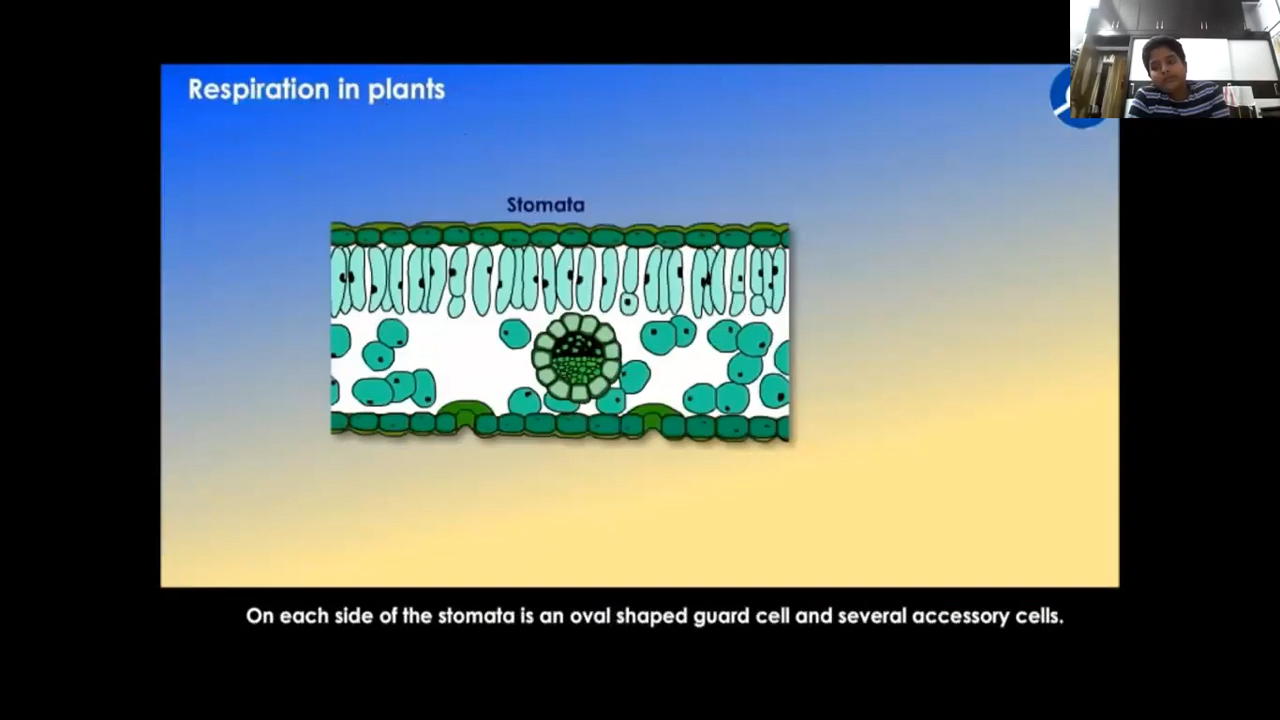 Respiration in plants
Stomata
On each side of the stomata is an oval shaped guard cell and several accessory cells.